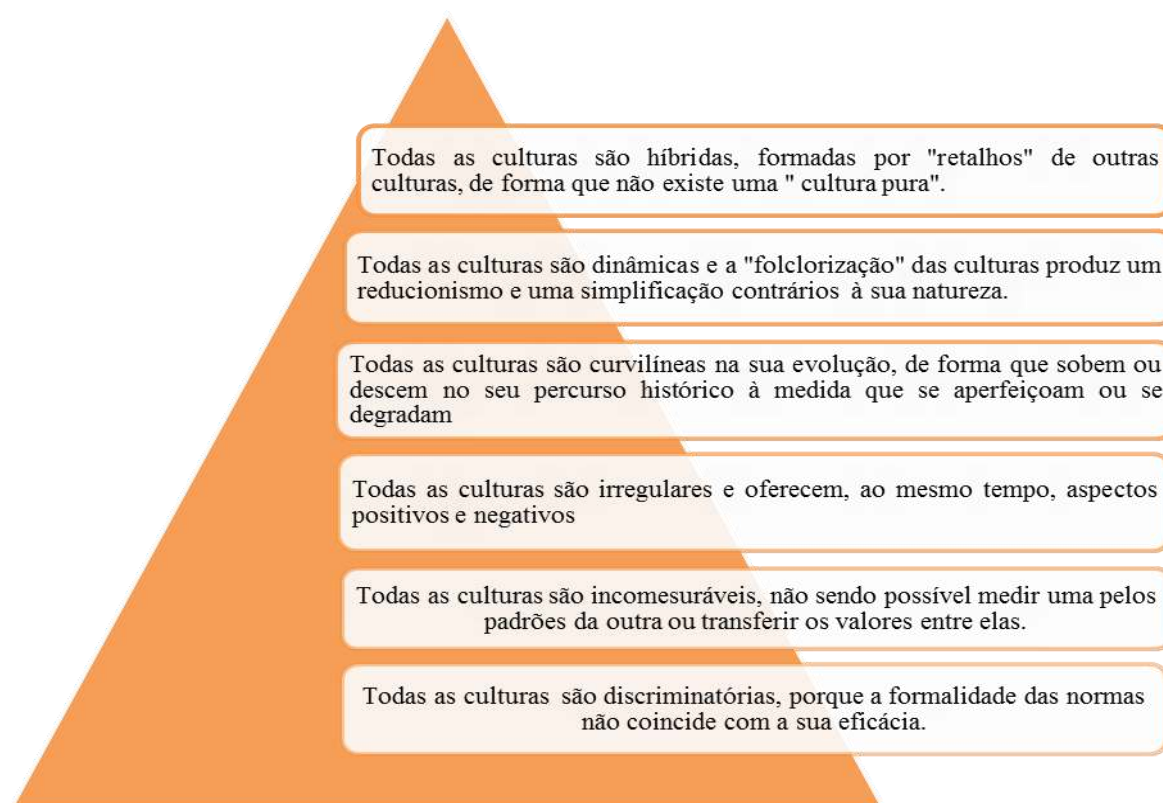 Todas as culturas são híbridas, formadas por "retalhos" de outras
culturas, de forma que não existe uma " cultura pura".
Todas as culturas são dinâmicas e a "folclorização" das culturas produz um
reducionismo e uma simplificação contrários à sua natureza.
Todas as culturas são curvilíneas na sua evolução, de forma que sobem ou
descem no seu percurso histórico à medida que se aperfeiçoam ou se
degradam
Todas as culturas são irregulares e oferecem, ao mesmo tempo, aspectos
positivos e negativos
Todas as culturas são incomesuráveis, não sendo possível medir uma pelos
padrões da outra ou transferir os valores entre elas.
Todas as culturas são discriminatórias, porque a formalidade das normas
não coincide com a sua eficácia.